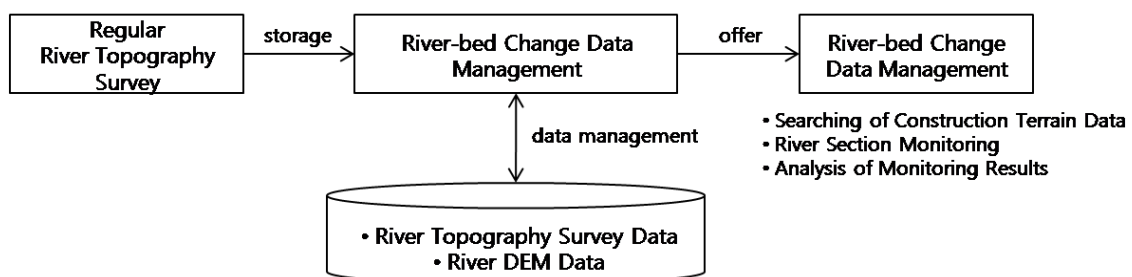 Regular
River Topography
Survey
storage
River-bed Change Data
Management
offer
River-bed Change
Data Management
• Searching of Construction Terrain Data
• River Section Monitoring
• Analysis of Monitoring Results
data management
• River Topography Survey Data
• River DEM Data